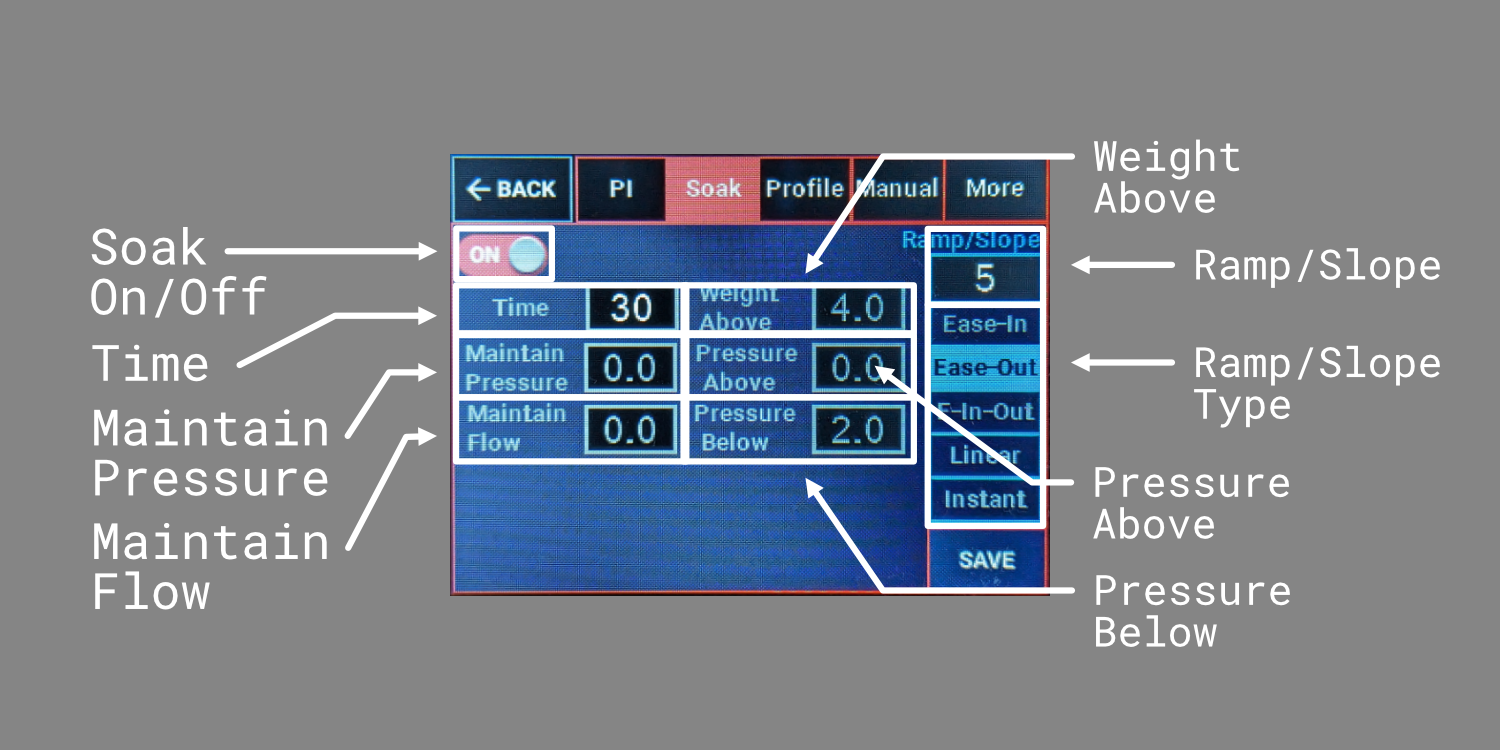 Weight
Above
← BACK
PI
Soak
Profile
Manual
More
Soak
On/Off
ON
Ramp/Slope
5
Ramp/Slope
Time
30
Weight
Above
4.0
Ease-In
Time
Maintain
Pressure
0.0
Pressure
Above
0.0
Ease-Out
Ramp/Slope
Type
Maintain
Pressure
Maintain
Flow
0.0
Pressure
Below
2.0
E-In-Out
Linear
Instant
Pressure
Above
Maintain
Flow
SAVE
Pressure
Below